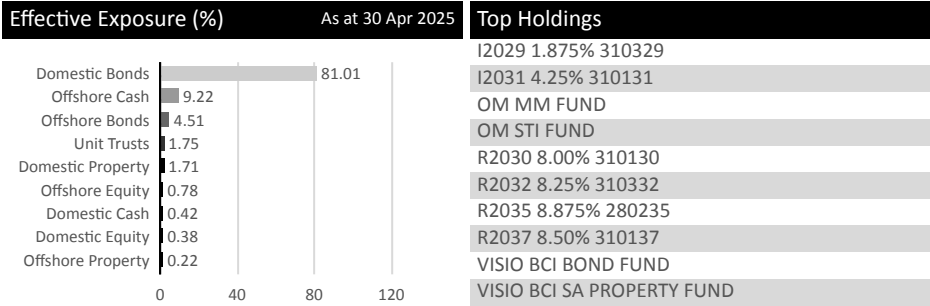 Effective Exposure (%) As at 30 Apr 2025
Domestic Bonds 81.01
Offshore Cash 9.22
Offshore Bonds 4.51
Unit Trusts 1.75
Domestic Property 1.71
Offshore Equity 0.78
Domestic Cash 0.42
Domestic Equity 0.38
Offshore Property 0.22
0 40 80 120
Top Holdings
I2029 1.875% 310329
I2031 4.25% 310131
OM MM FUND
OM STI FUND
R2030 8.00% 310130
R2032 8.25% 310332
R2035 8.875% 280235
R2037 8.50% 310137
VISIO BCI BOND FUND
VISIO BCI SA PROPERTY FUND